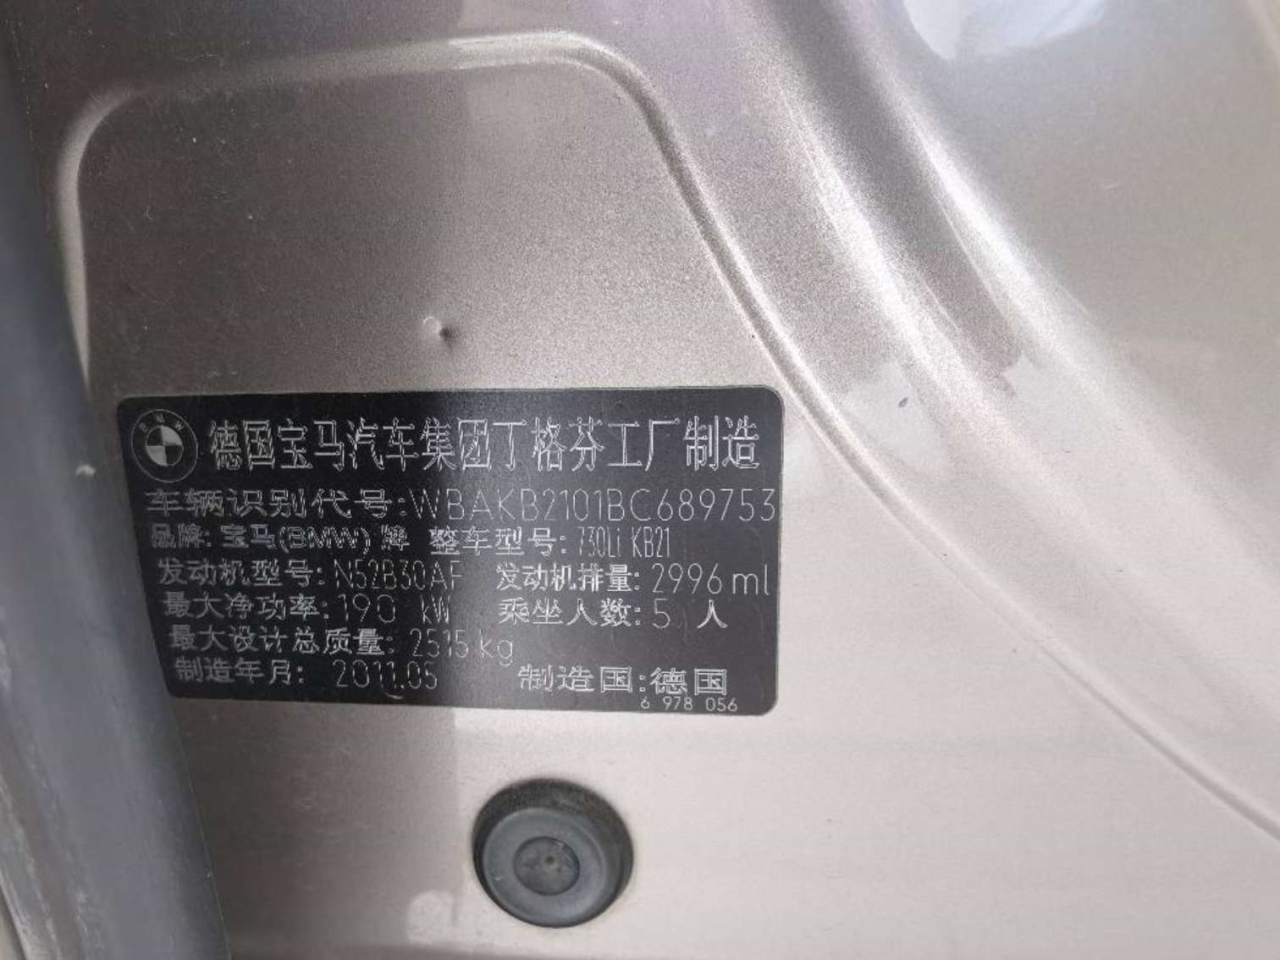 BMW
德国宝马汽车集团丁格芬工厂制造
车辆识别代号:WBAKB2101BC689753
品牌:宝马(BMW)牌 整车型号:730Li KB21
发动机型号:N52B30AF 发动机排量:2996ml
最大净功率:190 kW 乘坐人数:5 人
最大设计总质量:2515kg
制造年月:2011.05 制造国:德国
6 978 056